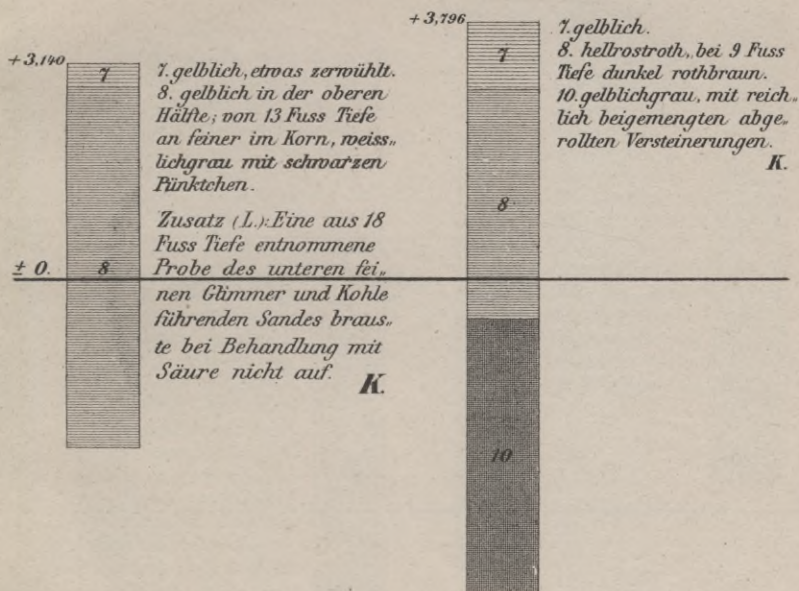 + 3,140
7
7. gelblich, etwas zerwühlt.
8. gelblich in der oberen
Hälfte; von 13 Fuss Tiefe
an feiner im Korn, weiss„
lichgrau mit schwarzen
Pünktchen.
Zusatz (L.): Eine aus 18
Fuss Tiefe entnommene
Probe des unteren fei„
nen Glimmer und Kohle
führenden Sandes braus„
te bei Behandlung mit
Säure nicht auf. K.
± 0.
8
+ 3,796
7
7. gelblich.
8. hellrostroth, bei 9 Fuss
Tiefe dunkel rothbraun.
10. gelblichgrau, mit reich„
lich beigemengten abge„
rollten Versteinerungen.
K.
8
10